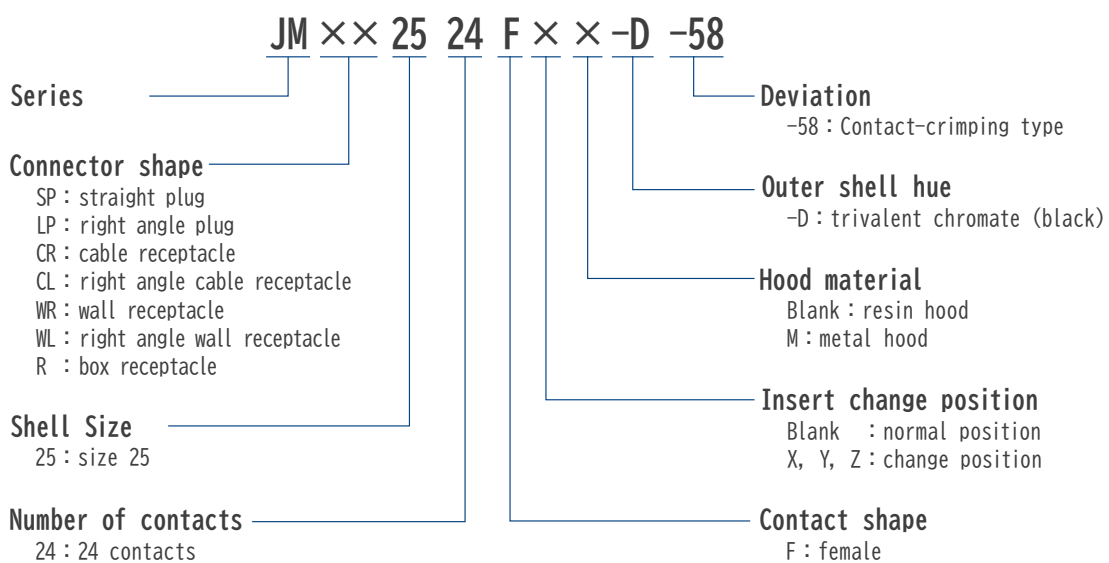 JM ×× 25 24 F × × -D -58
Series
Connector shape
SP：straight plug
LP：right angle plug
CR：cable receptacle
CL：right angle cable receptacle
WR：wall receptacle
WL：right angle wall receptacle
R ：box receptacle
Shell Size
25：size 25
Number of contacts
24：24 contacts
Deviation
-58：Contact-crimping type
Outer shell hue
-D：trivalent chromate (black)
Hood material
Blank：resin hood
M：metal hood
Insert change position
Blank ：normal position
X, Y, Z：change position
Contact shape
F：female